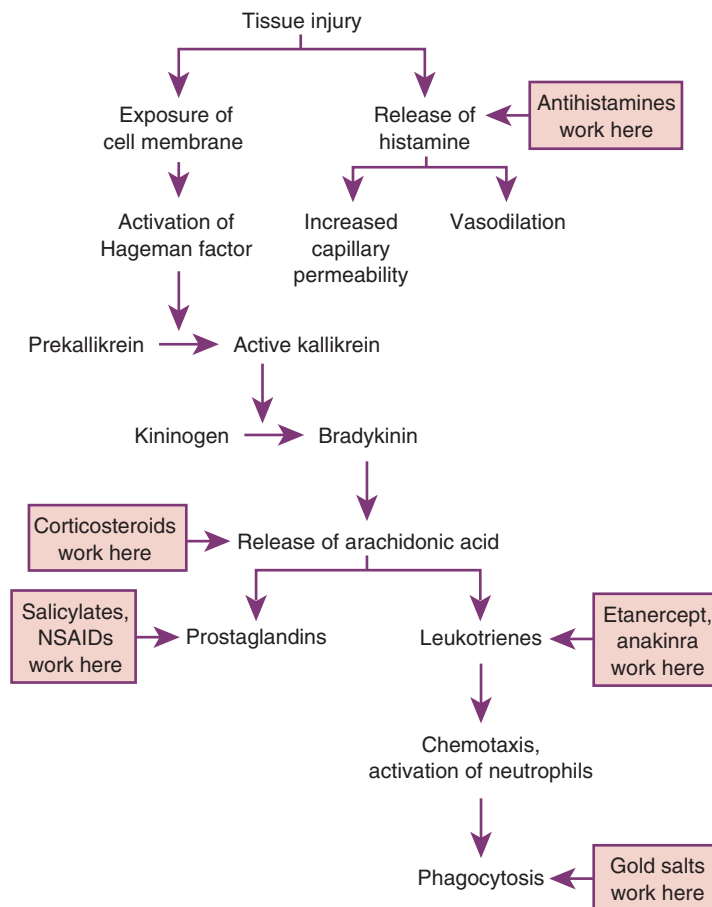 Tissue injury
Exposure of
cell membrane
Release of
histamine
Antihistamines
work here
Activation of
Hageman factor
Increased
capillary
permeability
Vasodilation
Prekallikrein
Active kallikrein
Kininogen
Bradykinin
Corticosteroids
work here
Release of arachidonic acid
Salicylates,
NSAIDs
work here
Prostaglandins
Leukotrienes
Etanercept,
anakinra
work here
Chemotaxis,
activation of neutrophils
Phagocytosis
Gold salts
work here